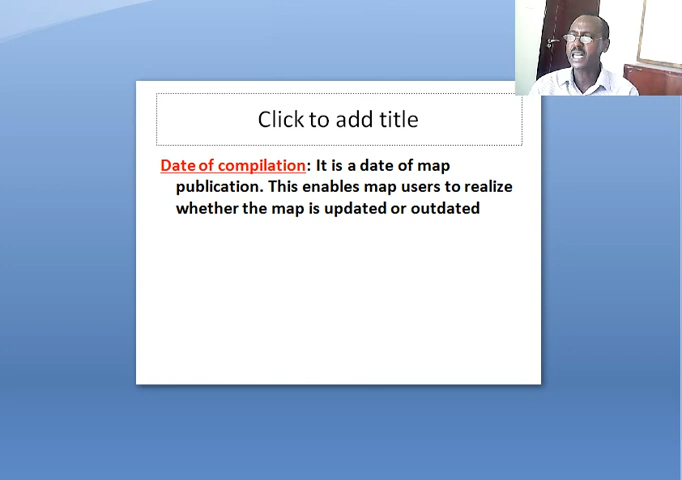 Click to add title
Date of compilation: It is a date of map
publication. This enables map users to realize
whether the map is updated or outdated